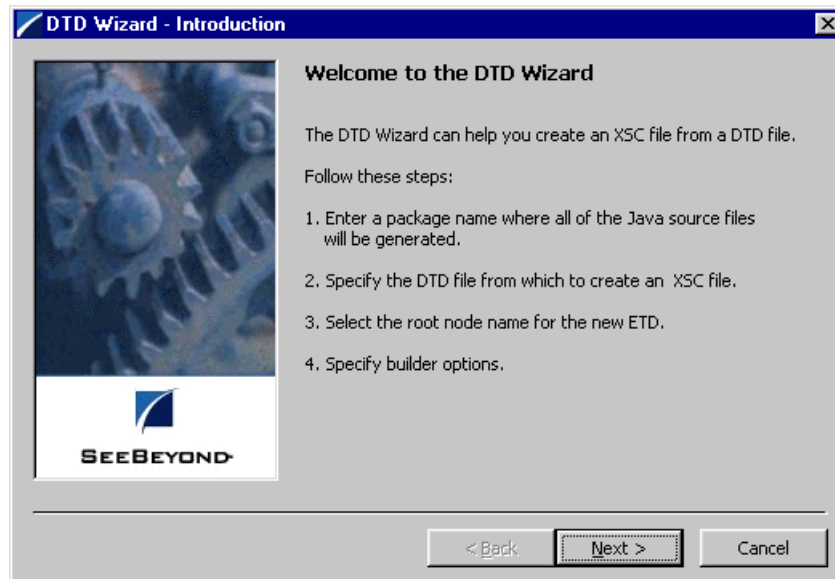 DTD Wizard - Introduction
Welcome to the DTD Wizard
The DTD Wizard can help you create an XSC file from a DTD file.
Follow these steps:
1. Enter a package name where all of the Java source files
will be generated.
2. Specify the DTD file from which to create an  XSC file.
3. Select the root node name for the new ETD.
4. Specify builder options.
SEEBEYOND
< Back
Next >
Cancel